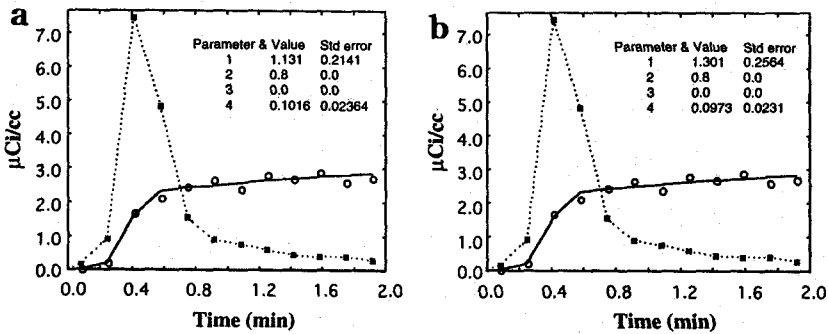 a
7.0
6.0
5.0
4.0
3.0
2.0
1.0
0.0
μCi/cc
Parameter & Value Std error
1 1.131 0.2141
2 0.8 0.0
3 0.0 0.0
4 0.1016 0.02364
0.0 0.4 0.8 1.2 1.6 2.0
Time (min)
b
7.0
6.0
5.0
4.0
3.0
2.0
1.0
0.0
μCi/cc
Parameter & Value Std error
1 1.301 0.2564
2 0.8 0.0
3 0.0 0.0
4 0.0973 0.0231
0.0 0.4 0.8 1.2 1.6 2.0
Time (min)